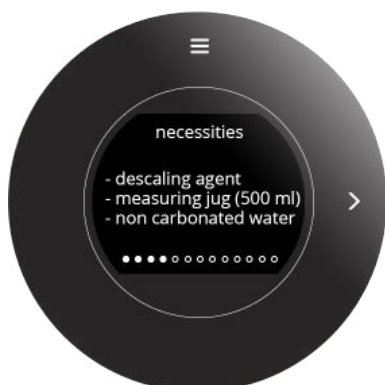 necessities
- descaling agent
- measuring jug (500 ml)
- non carbonated water